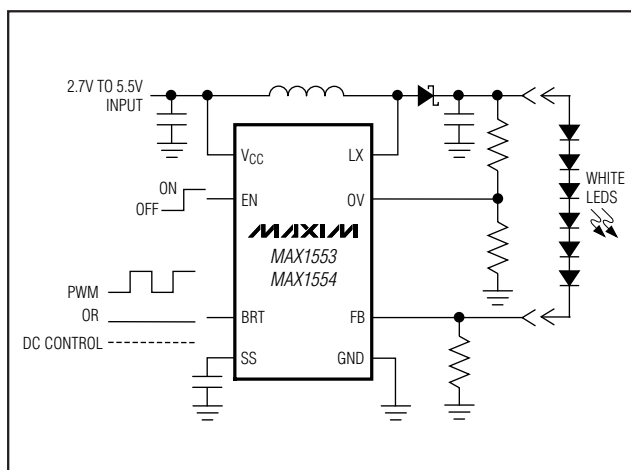 2.7V TO 5.5V
INPUT
VCC
LX
ON
OFF
EN
OV
WHITE
LEDS
MAXIM
MAX1553
MAX1554
PWM
OR
DC CONTROL
BRT
FB
SS
GND